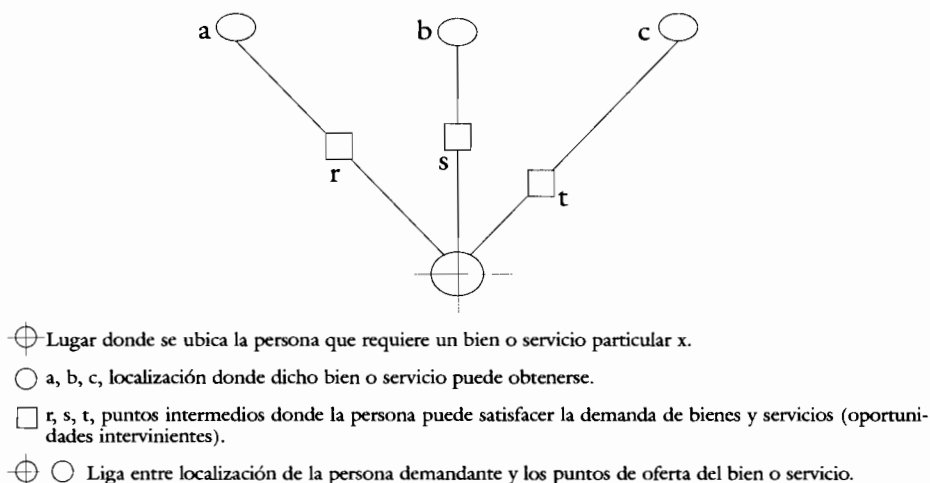 a
b
c
r
s
t
Lugar donde se ubica la persona que requiere un bien o servicio particular x.
a, b, c, localización donde dicho bien o servicio puede obtenerse.
r, s, t, puntos intermedios donde la persona puede satisfacer la demanda de bienes y servicios (oportuni-
dades intervinientes).
Liga entre localización de la persona demandante y los puntos de oferta del bien o servicio.